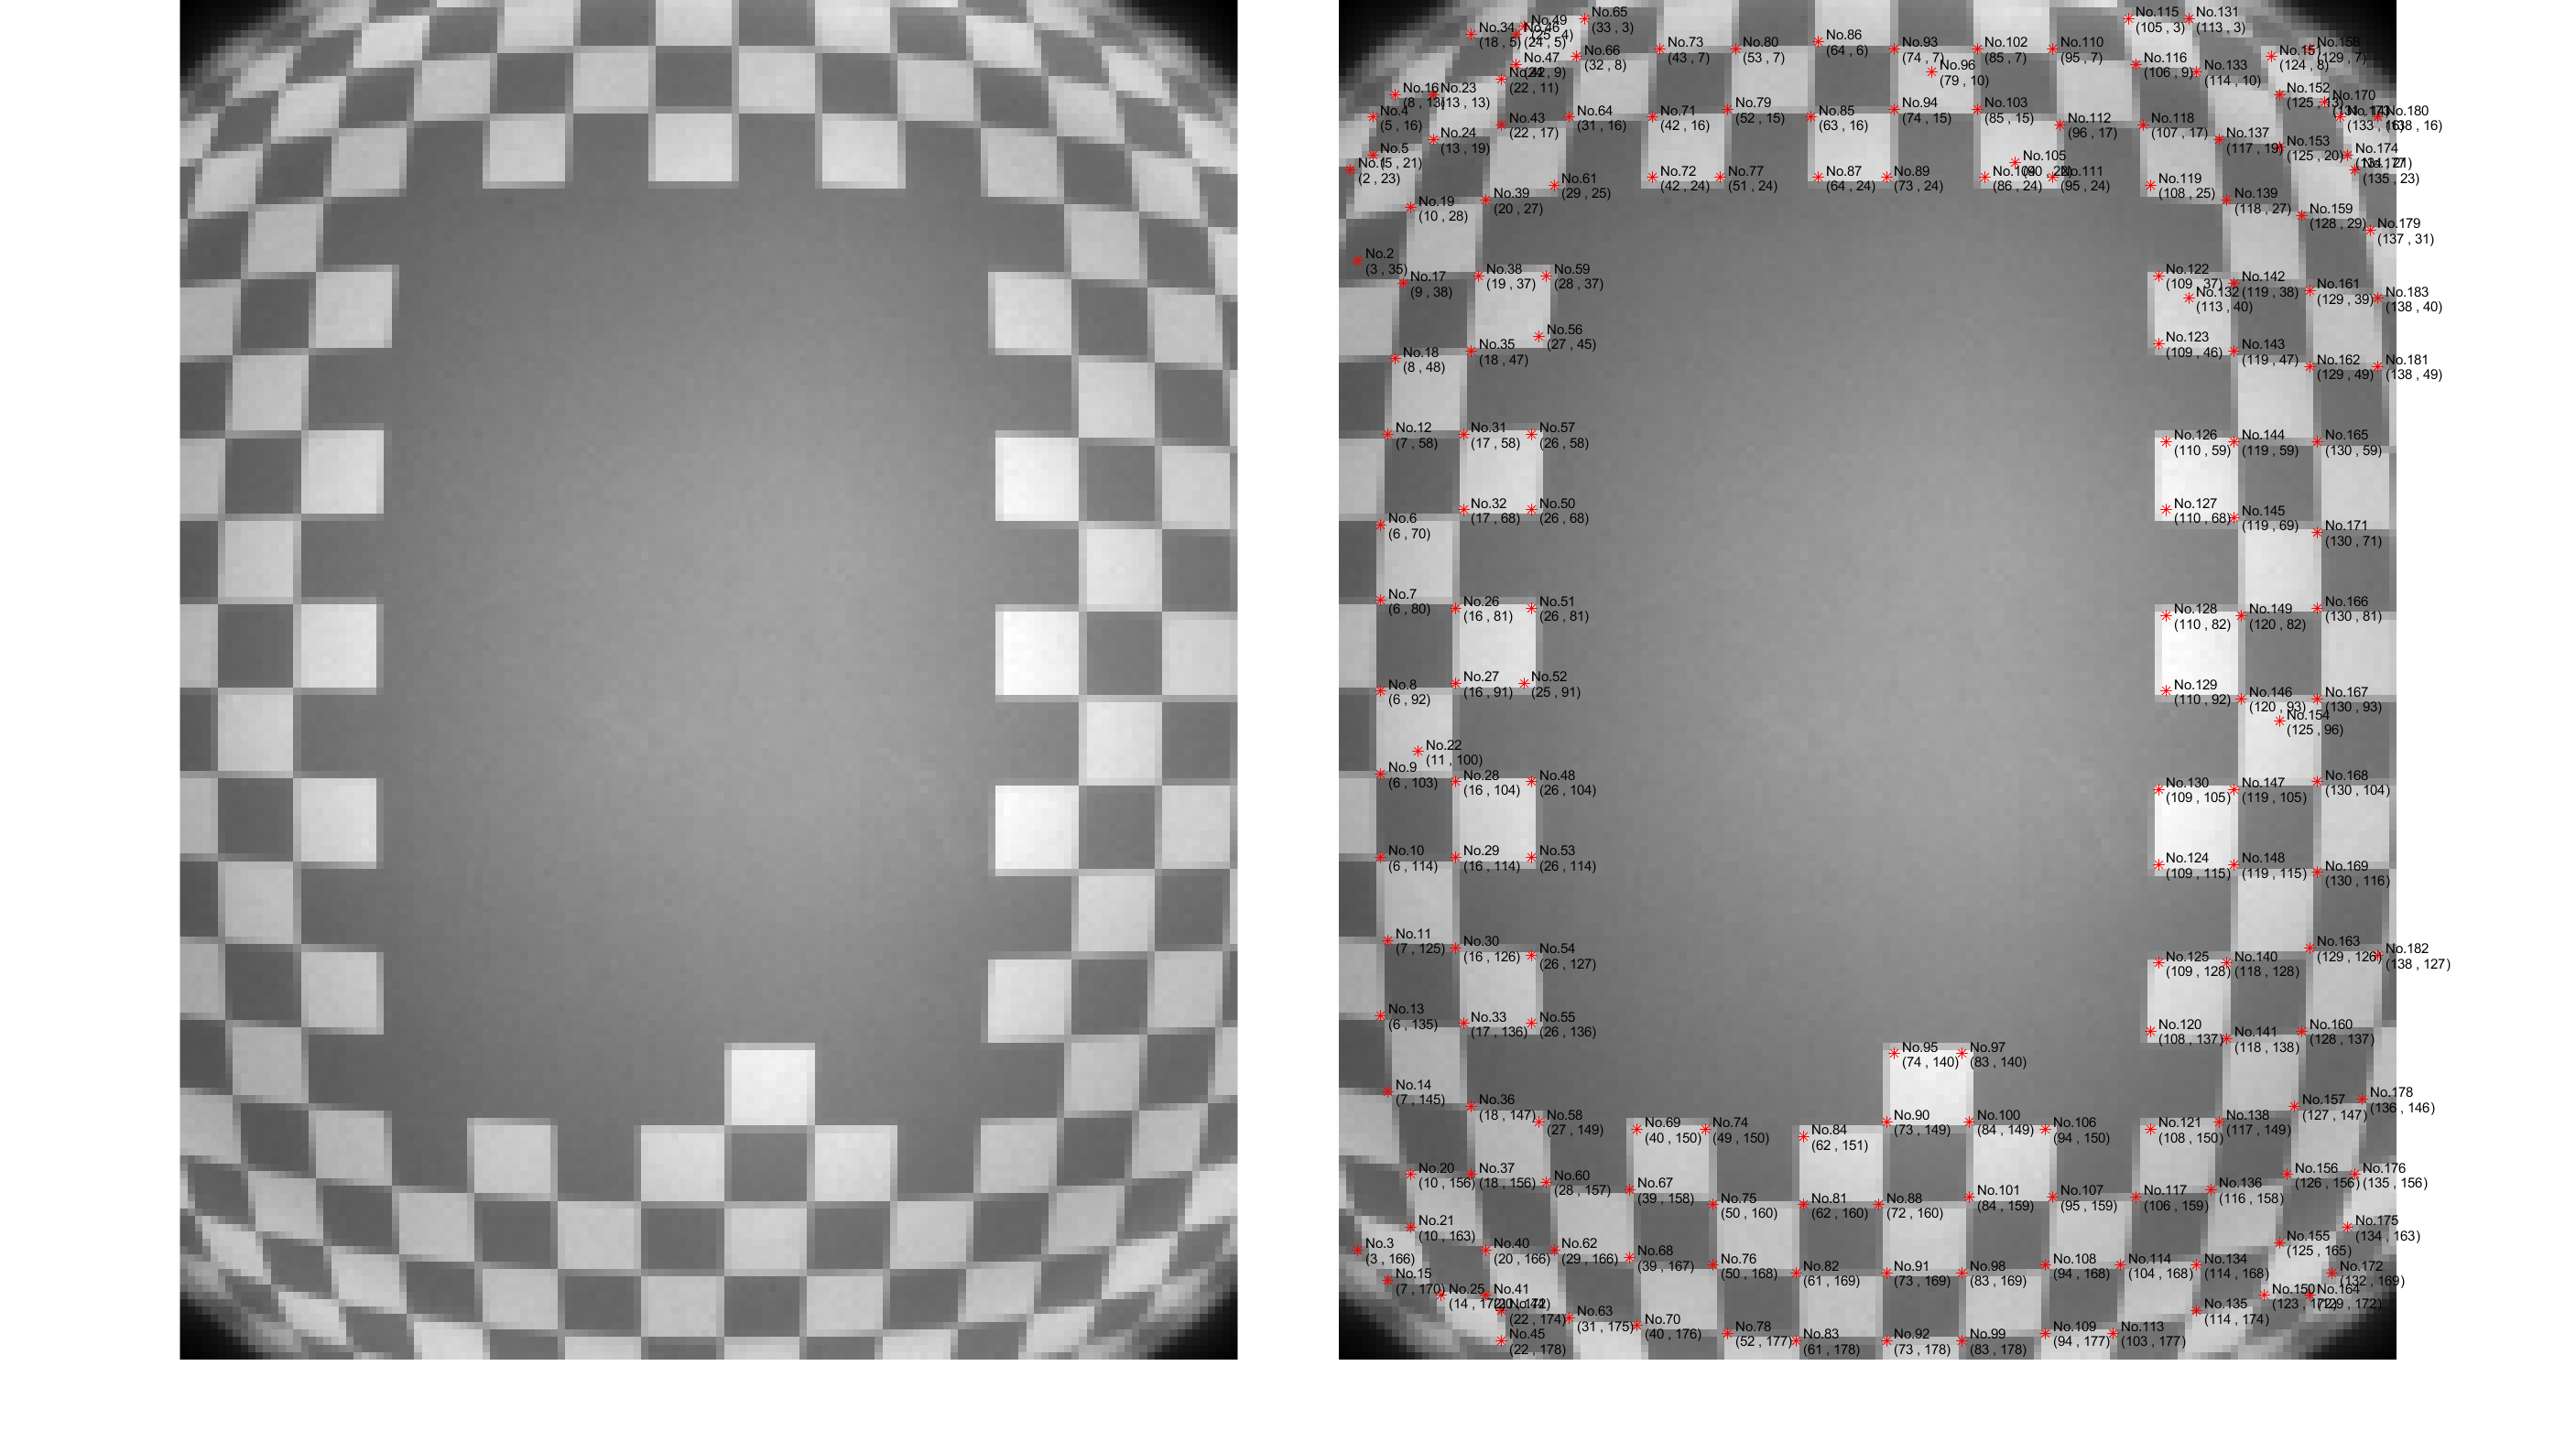 No.65
(33 , 3)
No.115
(105 , 3)
No.131
(113 , 3)
No.66
(32 , 8)
No.73
(43 , 7)
No.80
(53 , 7)
No.86
(64 , 6)
No.93
(74 , 7)
No.96
(79 , 10)
No.102
(85 , 7)
No.110
(95 , 7)
No.116
(106 , 9)
No.133
(114 , 10)
No.4
(5 , 16)
No.24
(13 , 19)
No.43
(22 , 17)
No.64
(31 , 16)
No.71
(42 , 16)
No.79
(52 , 15)
No.85
(63 , 16)
No.94
(74 , 15)
No.103
(85 , 15)
No.112
(96 , 17)
No.118
(107 , 17)
No.137
(117 , 19)
No.153
(125 , 20)
No.61
(29 , 25)
No.72
(42 , 24)
No.77
(51 , 24)
No.87
(64 , 24)
No.89
(73 , 24)
No.111
(95 , 24)
No.119
(108 , 25)
No.19
(10 , 28)
No.39
(20 , 27)
No.139
(118 , 27)
No.159
(128 , 29)
No.179
(137 , 31)
No.2
(3 , 35)
No.17
(9 , 38)
No.38
(19 , 37)
No.59
(28 , 37)
No.122
(109 , 37)
No.132
(113 , 40)
No.142
(119 , 38)
No.161
(129 , 39)
No.183
(138 , 40)
No.18
(8 , 48)
No.35
(18 , 47)
No.56
(27 , 45)
No.123
(109 , 46)
No.143
(119 , 47)
No.162
(129 , 49)
No.181
(138 , 49)
No.12
(7 , 58)
No.31
(17 , 58)
No.57
(26 , 58)
No.126
(110 , 59)
No.144
(119 , 59)
No.165
(130 , 59)
No.6
(6 , 70)
No.32
(17 , 68)
No.50
(26 , 68)
No.127
(110 , 68)
No.145
(119 , 69)
No.171
(130 , 71)
No.7
(6 , 80)
No.26
(16 , 81)
No.51
(26 , 81)
No.128
(110 , 82)
No.149
(120 , 82)
No.166
(130 , 81)
No.8
(6 , 92)
No.27
(16 , 91)
No.52
(25 , 91)
No.129
(110 , 92)
No.146
(120 , 93)
No.167
(130 , 93)
No.154
(125 , 96)
No.22
(11 , 100)
No.9
(6 , 103)
No.28
(16 , 104)
No.48
(26 , 104)
No.130
(109 , 105)
No.147
(119 , 105)
No.168
(130 , 104)
No.10
(6 , 114)
No.29
(16 , 114)
No.53
(26 , 114)
No.124
(109 , 115)
No.148
(119 , 115)
No.169
(130 , 116)
No.11
(7 , 125)
No.30
(16 , 126)
No.54
(26 , 127)
No.125
(109 , 128)
No.140
(118 , 128)
No.163
(129 , 126)
No.182
(138 , 127)
No.13
(6 , 135)
No.33
(17 , 136)
No.55
(26 , 136)
No.120
(108 , 137)
No.141
(118 , 138)
No.160
(128 , 137)
No.95
(74 , 140)
No.97
(83 , 140)
No.14
(7 , 145)
No.36
(18 , 147)
No.58
(27 , 149)
No.69
(40 , 150)
No.74
(49 , 150)
No.84
(62 , 151)
No.90
(73 , 149)
No.100
(84 , 149)
No.106
(94 , 150)
No.121
(108 , 150)
No.138
(117 , 149)
No.157
(127 , 147)
No.178
(136 , 146)
No.20
(10 , 156)
No.37
(18 , 156)
No.60
(28 , 157)
No.67
(39 , 158)
No.75
(50 , 160)
No.81
(62 , 160)
No.88
(72 , 160)
No.101
(84 , 159)
No.107
(95 , 159)
No.117
(106 , 159)
No.136
(116 , 158)
No.156
(126 , 156)
No.176
(135 , 156)
No.3
(3 , 166)
No.21
(10 , 163)
No.40
(20 , 166)
No.62
(29 , 166)
No.68
(39 , 167)
No.76
(50 , 168)
No.82
(61 , 169)
No.91
(73 , 169)
No.98
(83 , 169)
No.108
(94 , 168)
No.114
(104 , 168)
No.134
(114 , 168)
No.155
(125 , 165)
No.175
(134 , 163)
No.172
(132 , 169)
No.15
(7 , 170)
No.25
No.41
(22 , 174)
No.45
(22 , 178)
No.63
(31 , 175)
No.70
(40 , 176)
No.78
(52 , 177)
No.83
(61 , 178)
No.92
(73 , 178)
No.99
(83 , 178)
No.109
(94 , 177)
No.113
(103 , 177)
No.135
(114 , 174)
No.150
No.164